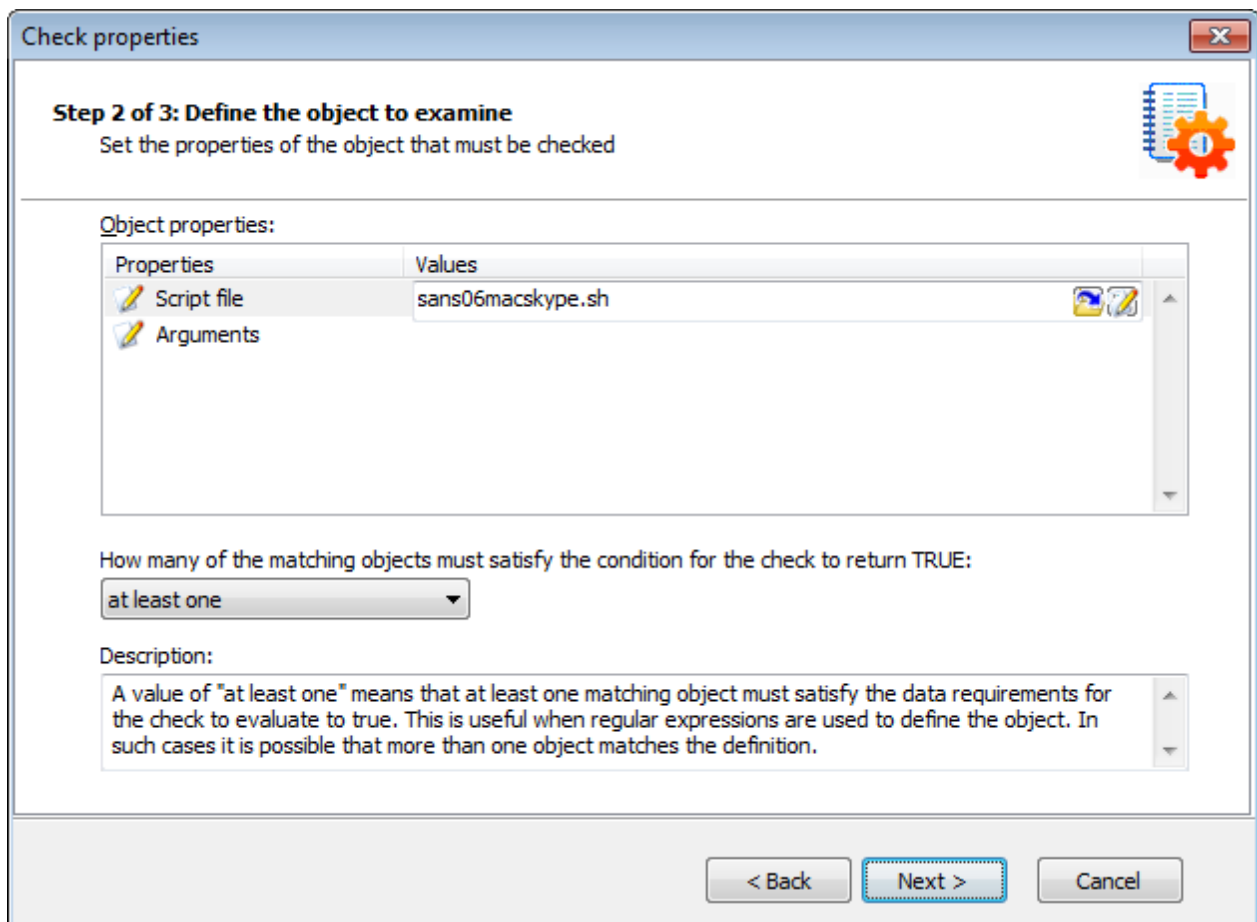 Check properties
Step 2 of 3: Define the object to examine
Set the properties of the object that must be checked
Object properties:
Properties Values
Script file sans06macskype.sh
Arguments
How many of the matching objects must satisfy the condition for the check to return TRUE:
at least one
Description:
A value of "at least one" means that at least one matching object must satisfy the data requirements for
the check to evaluate to true. This is useful when regular expressions are used to define the object. In
such cases it is possible that more than one object matches the definition.
< Back Next > Cancel